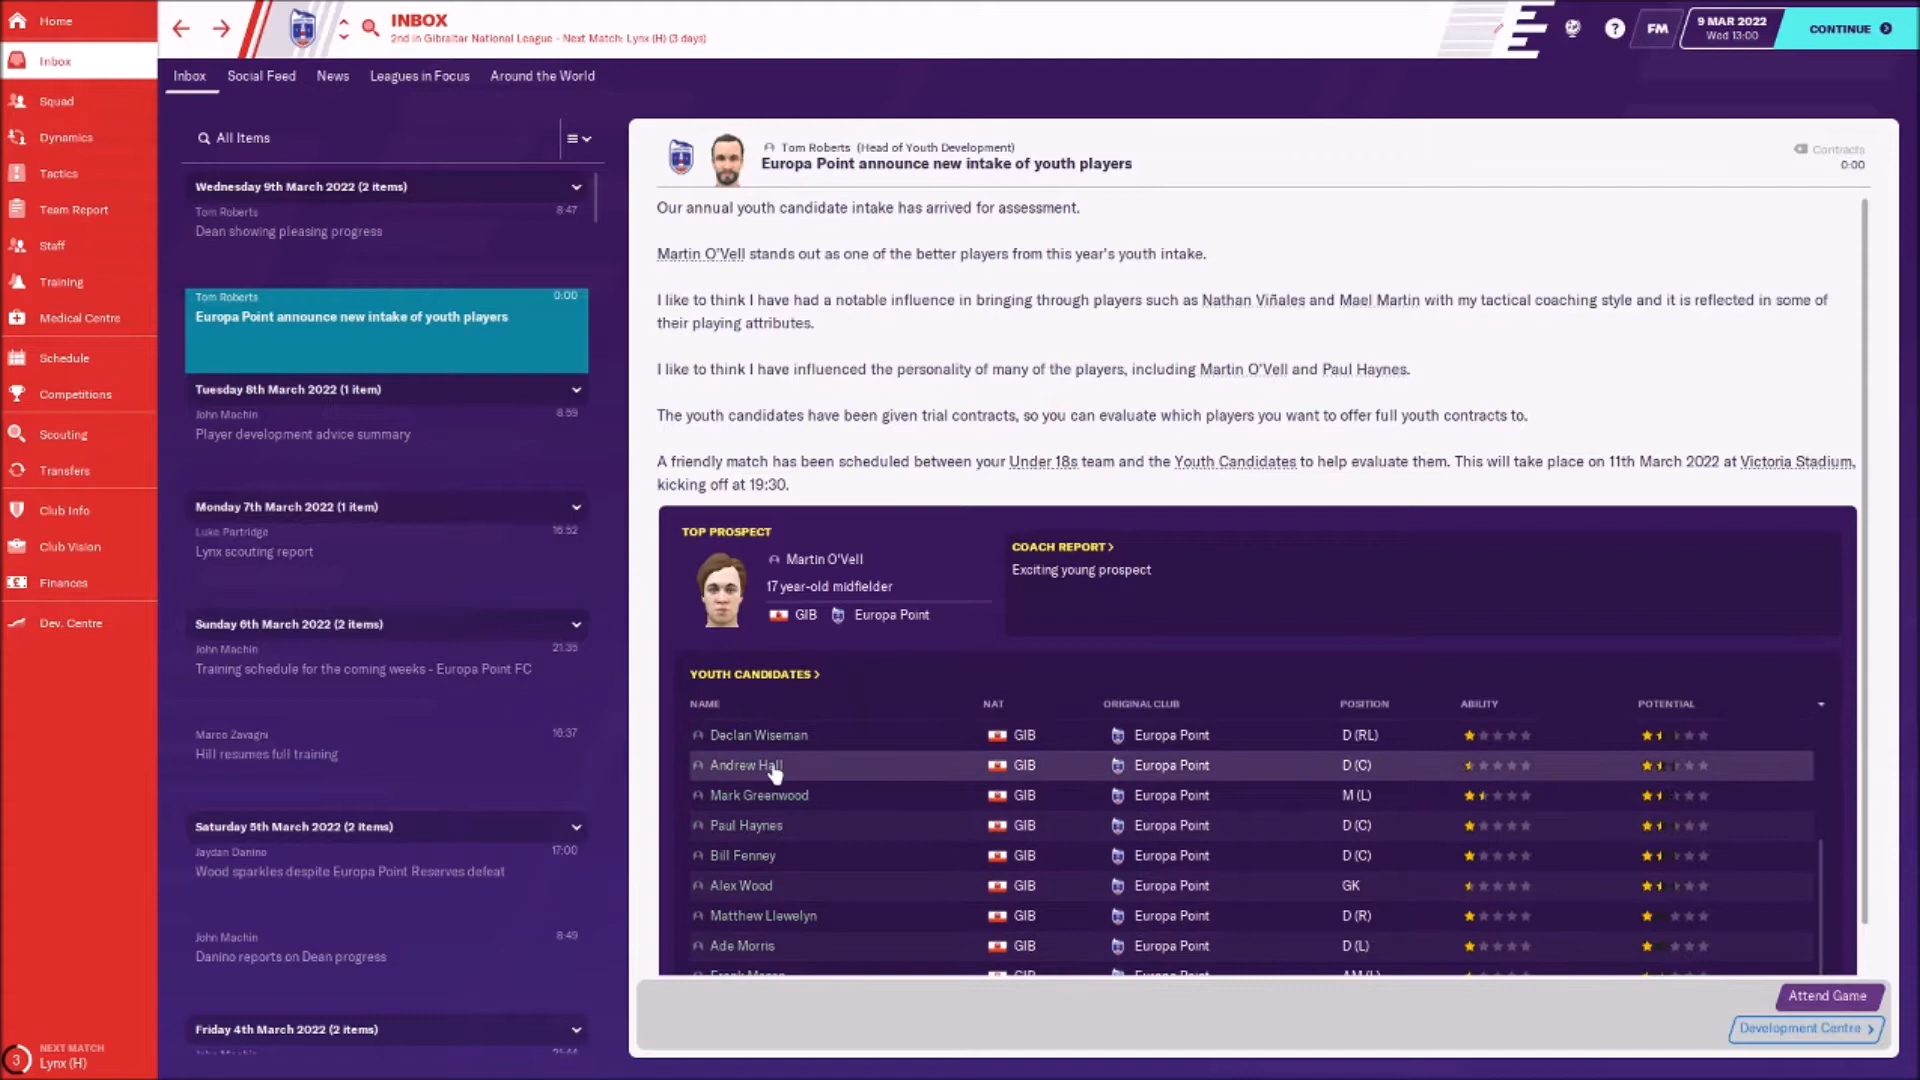 Home
Inbox
Squad
Dynamics
Tactics
Team Report
Staff
Training
Medical Centre
Schedule
Competitions
Scouting
Transfers
Club Info
Club Vision
Finances
Dev. Centre
3
NEXT MATCH
Lynx (H)
INBOX
2nd in Gibraltar National League - Next Match: Lynx (H) (3 days)
?
FM
9 MAR 2022
Wed 13:00
CONTINUE
Inbox Social Feed News Leagues in Focus Around the World
All Items
Wednesday 9th March 2022 (2 items)
Tom Roberts 8:47
Dean showing pleasing progress
Tom Roberts 0:00
Europa Point announce new intake of youth players
Tuesday 8th March 2022 (1 item)
John Machin 8:59
Player development advice summary
Monday 7th March 2022 (1 item)
Luke Partridge 16:52
Lynx scouting report
Sunday 6th March 2022 (2 items)
John Machin 21:35
Training schedule for the coming weeks - Europa Point FC
Marco Zavagni 16:37
Hill resumes full training
Saturday 5th March 2022 (2 items)
Jaydan Danino 17:00
Wood sparkles despite Europa Point Reserves defeat
John Machin 8:49
Danino reports on Dean progress
Friday 4th March 2022 (2 items)
Tom Roberts (Head of Youth Development)
Europa Point announce new intake of youth players
Contracts
0:00
Our annual youth candidate intake has arrived for assessment.
Martin O'Vell stands out as one of the better players from this year's youth intake.
I like to think I have had a notable influence in bringing through players such as Nathan Viñales and Mael Martin with my tactical coaching style and it is reflected in some of
their playing attributes.
I like to think I have influenced the personality of many of the players, including Martin O'Vell and Paul Haynes.
The youth candidates have been given trial contracts, so you can evaluate which players you want to offer full youth contracts to.
A friendly match has been scheduled between your Under 18s team and the Youth Candidates to help evaluate them. This will take place on 11th March 2022 at Victoria Stadium,
kicking off at 19:30.
TOP PROSPECT
Martin O'Vell
17 year-old midfielder
GIB Europa Point
COACH REPORT >
Exciting young prospect
YOUTH CANDIDATES >
NAME NAT ORIGINAL CLUB POSITION ABILITY POTENTIAL
Declan Wiseman GIB Europa Point D (RL)
Andrew Hall GIB Europa Point D (C)
Mark Greenwood GIB Europa Point M (L)
Paul Haynes GIB Europa Point D (C)
Bill Fenney GIB Europa Point D (C)
Alex Wood GIB Europa Point GK
Matthew Llewelyn GIB Europa Point D (R)
Ade Morris GIB Europa Point D (L)
Attend Game
Development Centre >